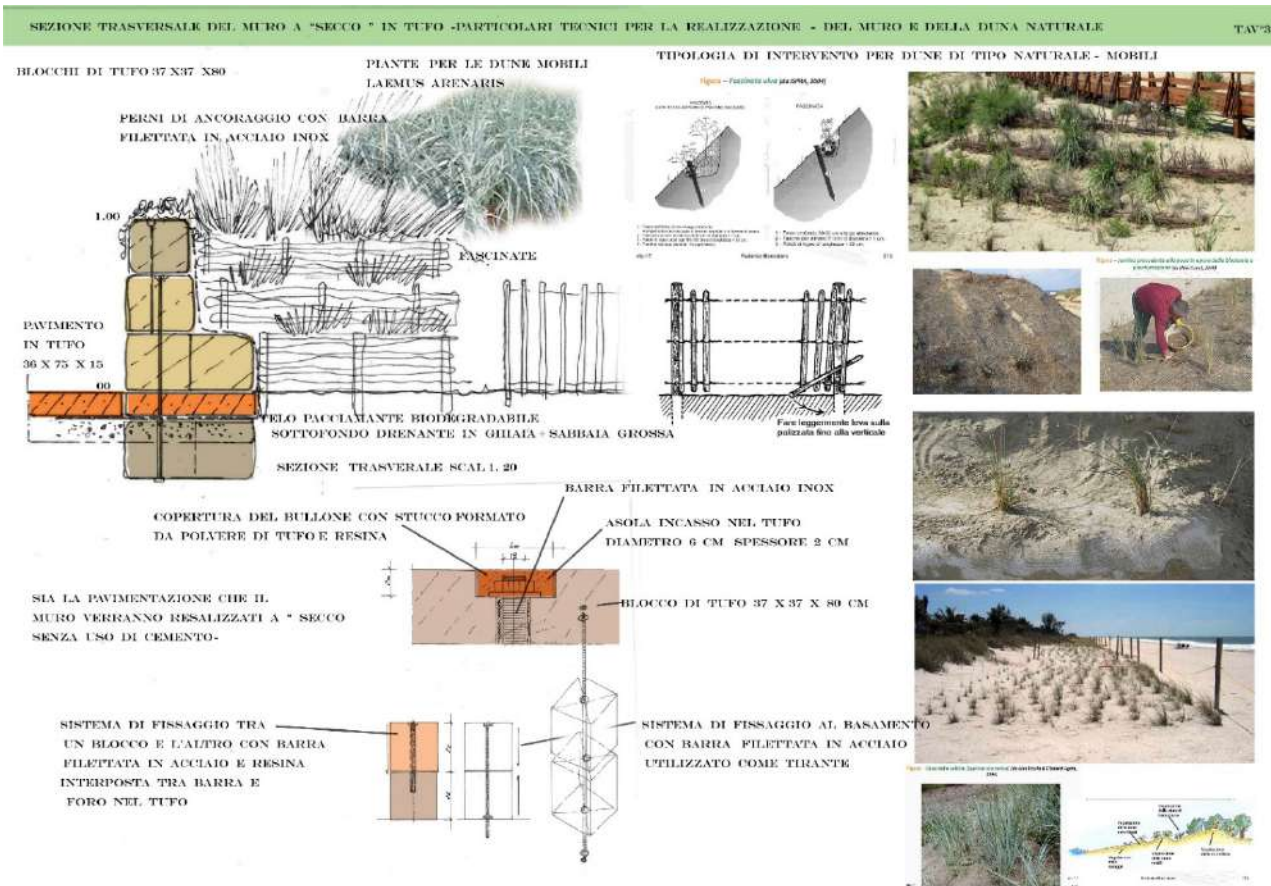 SEZIONE TRASVERSALE DEL MURO A "SECCO " IN TUFO -PARTICOLARI TECNICI PER LA REALIZZAZIONE - DEL MURO E DELLA DUNA NATURALE
TAV°3
BLOCCHI DI TUFO 37 X37 X80
PIANTE PER LE DUNE MOBILI
LAEMUS ARENARIS
PERNI DI ANCORAGGIO CON BARRA
FILETTATA IN ACCIAIO INOX
1.00
FASCINATE
PAVIMENTO
IN TUFO
36 X 75 X 15
00
TELO PACCIAMANTE BIODEGRADABILE
SOTTOFONDO DRENANTE IN GHIAIA + SABBAIA GROSSA
SEZIONE TRASVERALE SCAL 1. 20
TIPOLOGIA DI INTERVENTO PER DUNE DI TIPO NATURALE - MOBILI
FASCINATA
Fare leggermente leva sulla
palizzata fino alla verticale
BARRA FILETTATA IN ACCIAIO INOX
COPERTURA DEL BULLONE CON STUCCO FORMATO
DA POLVERE DI TUFO E RESINA
ASOLA INCASSO NEL TUFO
DIAMETRO 6 CM SPESSORE 2 CM
BLOCCO DI TUFO 37 X 37 X 80 CM
SIA LA PAVIMENTAZIONE CHE IL
MURO VERRANNO RESALIZZATI A " SECCO
SENZA USO DI CEMENTO-
SISTEMA DI FISSAGGIO TRA
UN BLOCCO E L'ALTRO CON BARRA
FILETTATA IN ACCIAIO E RESINA
INTERPOSTA TRA BARRA E
FORO NEL TUFO
SISTEMA DI FISSAGGIO AL BASAMENTO
CON BARRA FILETTATA IN ACCIAIO
UTILIZZATO COME TIRANTE